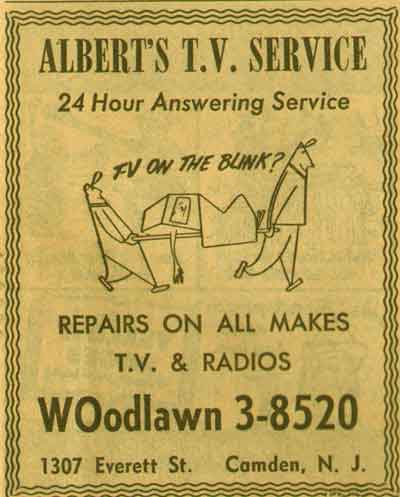 ALBERT'S T.V. SERVICE
24 Hour Answering Service
TV ON THE BLINK?
REPAIRS ON ALL MAKES
T.V. & RADIOS
WOodlawn 3-8520
1307 Everett St. Camden, N. J.